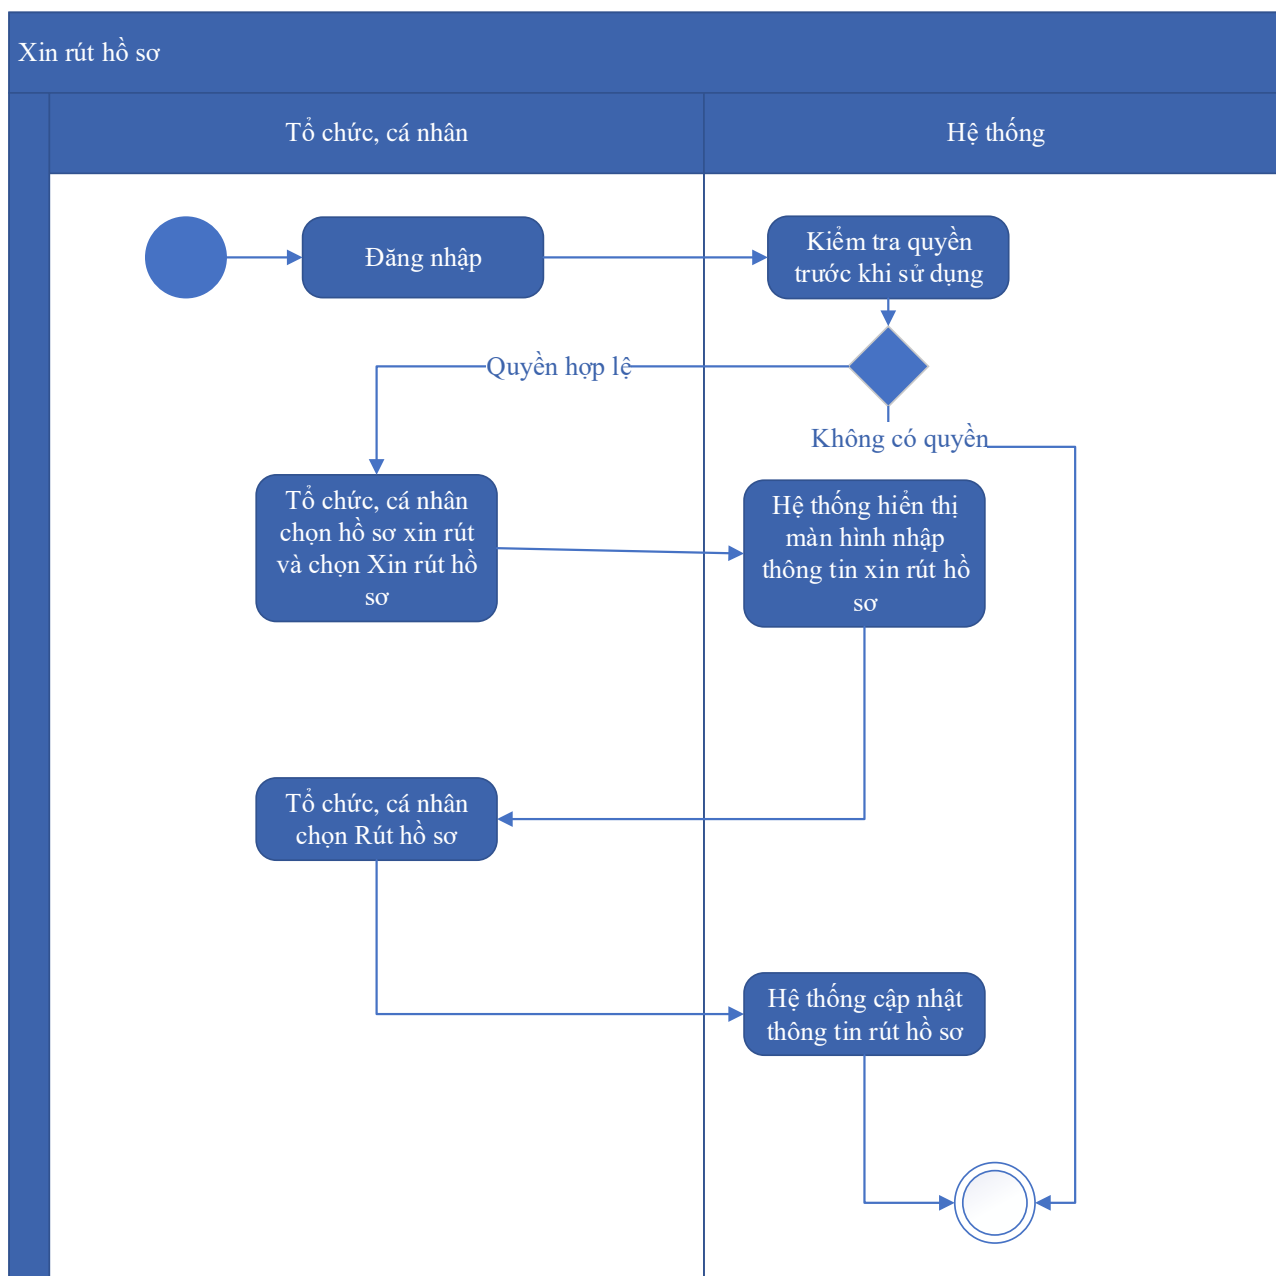 Xin rút hồ sơ
Tổ chức, cá nhân
Hệ thống
Đăng nhập
Kiểm tra quyền
trước khi sử dụng
Quyền hợp lệ
Không có quyền
Tổ chức, cá nhân
chọn hồ sơ xin rút
và chọn Xin rút hồ
sơ
Hệ thống hiển thị
màn hình nhập
thông tin xin rút hồ
sơ
Tổ chức, cá nhân
chọn Rút hồ sơ
Hệ thống cập nhật
thông tin rút hồ sơ